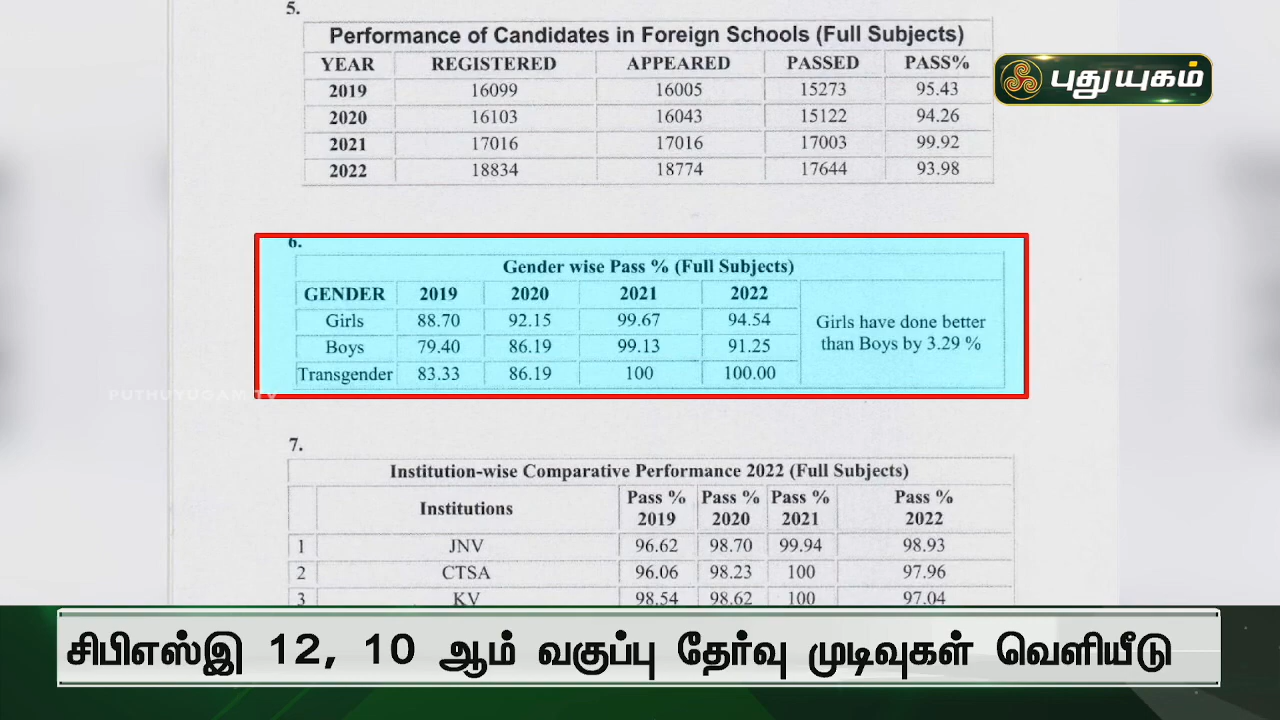 5.
Performance of Candidates in Foreign Schools (Full Subjects)
YEAR REGISTERED APPEARED PASSED PASS%
2019 16099 16005 15273 95.43
2020 16103 16043 15122 94.26
2021 17016 17016 17003 99.92
2022 18834 18774 17644 93.98
புதுயுகம்
6.
Gender wise Pass % (Full Subjects)
GENDER 2019 2020 2021 2022
Girls 88.70 92.15 99.67 94.54
Boys 79.40 86.19 99.13 91.25
Transgender 83.33 86.19 100 100.00
Girls have done better
than Boys by 3.29 %
PUTHUYUGAM TV
7.
Institution-wise Comparative Performance 2022 (Full Subjects)
Institutions Pass % 2019 Pass % 2020 Pass % 2021 Pass % 2022
1 JNV 96.62 98.70 99.94 98.93
2 CTSA 96.06 98.23 100 97.96
3 KV 98.54 98.62 100 97.04
சிபிஎஸ்இ 12, 10 ஆம் வகுப்பு தேர்வு முடிவுகள் வெளியீடு